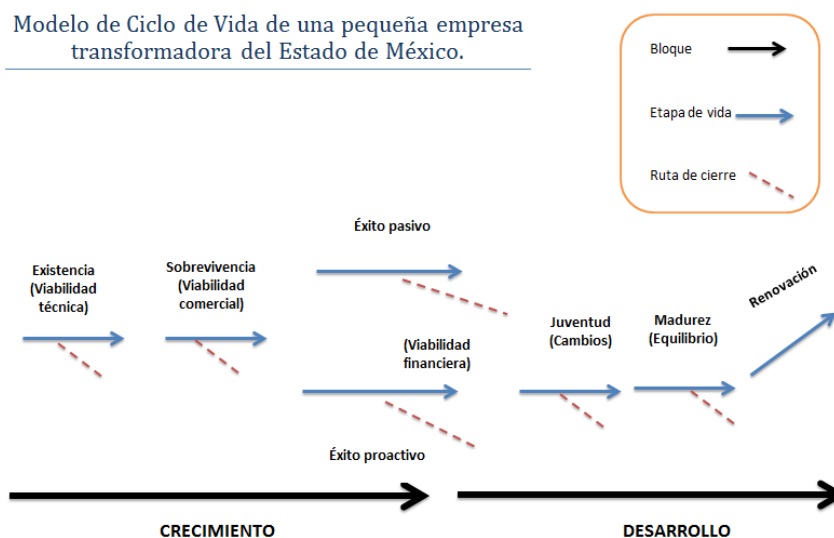 Modelo de Ciclo de Vida de una pequeña empresa
transformadora del Estado de México.
Bloque
Etapa de vida
Ruta de cierre
Éxito pasivo
Existencia
(Viabilidad
técnica)
Sobrevivencia
(Viabilidad
comercial)
(Viabilidad
financiera)
Éxito proactivo
Juventud
(Cambios)
Madurez
(Equilibrio)
Renovación
CRECIMIENTO
DESARROLLO